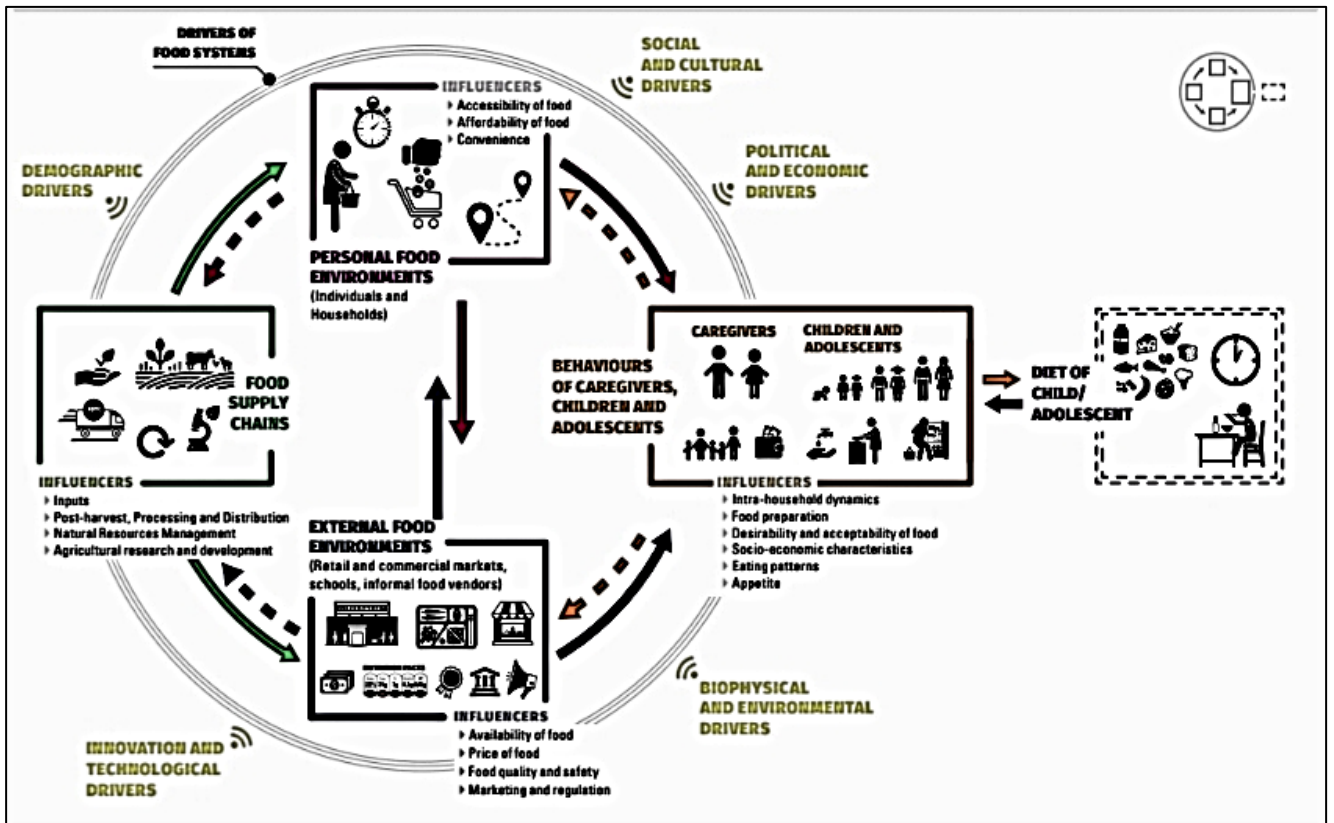 DRIVERS OF
FOOD SYSTEMS
SOCIAL
AND CULTURAL
DRIVERS
INFLUENCERS
Accessibility of food
Affordability of food
Convenience
POLITICAL
AND ECONOMIC
DRIVERS
DEMOGRAPHIC
DRIVERS
PERSONAL FOOD
ENVIRONMENTS
(Individuals and
Households)
FOOD
SUPPLY
CHAINS
INFLUENCERS
Inputs
Post-harvest, Processing and Distribution
Natural Resources Management
Agricultural research and development
BEHAVIOURS
OF CAREGIVERS,
CHILDREN AND
ADOLESCENTS
CAREGIVERS
CHILDREN AND
ADOLESCENTS
INFLUENCERS
Intra-household dynamics
Food preparation
Desirability and acceptability of food
Socio-economic characteristics
Eating patterns
Appetite
DIET OF
CHILD/
ADOLESCENT
EXTERNAL FOOD
ENVIRONMENTS
(Retail and commercial markets,
schools, informal food vendors)
INFLUENCERS
Availability of food
Price of food
Food quality and safety
Marketing and regulation
BIOPHYSICAL
AND ENVIRONMENTAL
DRIVERS
INNOVATION AND
TECHNOLOGICAL
DRIVERS